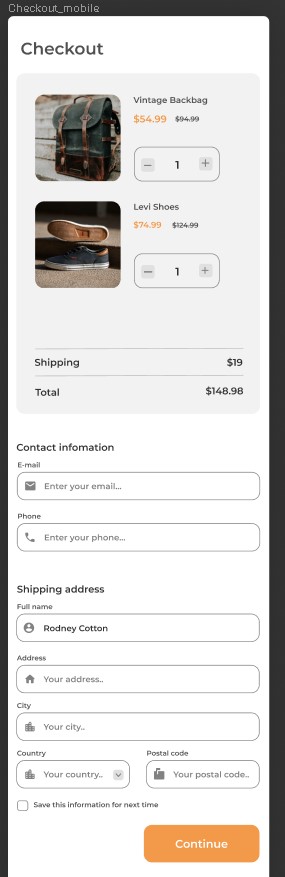 Checkout_mobile
Checkout
Vintage Backbag
$54.99 $94.99
− 1 +
Levi Shoes
$74.99 $124.99
− 1 +
Shipping $19
Total $148.98
Contact infomation
E-mail
Enter your email...
Phone
Enter your phone...
Shipping address
Full name
Rodney Cotton
Address
Your address..
City
Your city..
Country Postal code
Your country.. Your postal code..
Save this information for next time
Continue